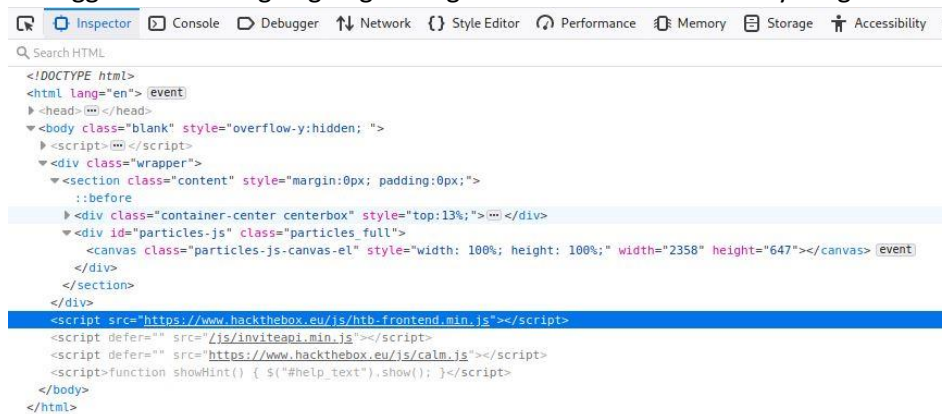 Inspector Console Debugger Network {} Style Editor Performance Memory Storage Accessibility
Search HTML
<!DOCTYPE html>
<html lang="en"> event
<head> ... </head>
<body class="blank" style="overflow-y:hidden; ">
<script> ... </script>
<div class="wrapper">
<section class="content" style="margin:0px; padding:0px;">
::before
<div class="container-center centerbox" style="top:13%;"> ... </div>
<div id="particles-js" class="particles_full">
<canvas class="particles-js-canvas-el" style="width: 100%; height: 100%;" width="2358" height="647"></canvas> event
</div>
</section>
</div>
<script src="https://www.hackthebox.eu/js/htb-frontend.min.js"></script>
<script defer="" src="/js/inviteapi.min.js"></script>
<script defer="" src="https://www.hackthebox.eu/js/calm.js"></script>
<script>function showHint() { $("#help_text").show(); }</script>
</body>
</html>